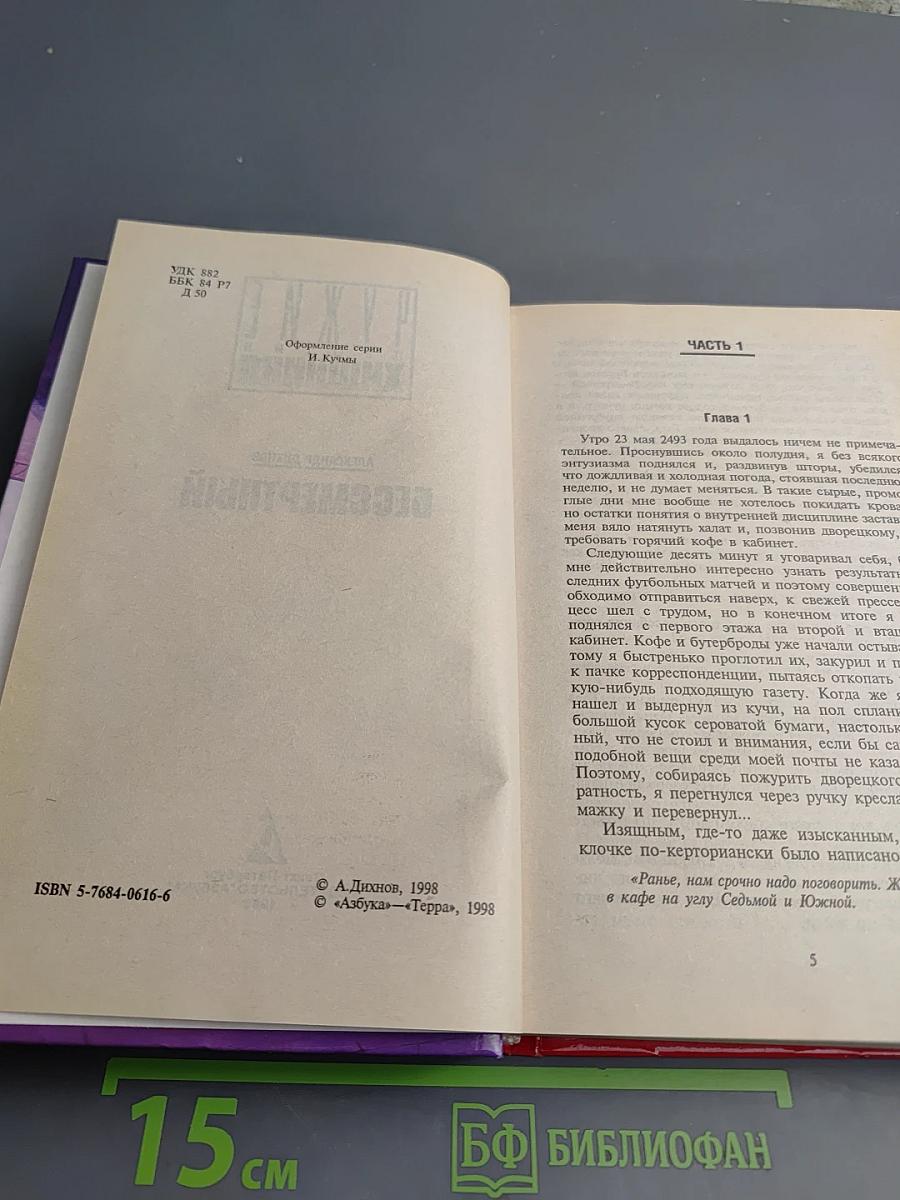 УДК 882
ББК 84 Р7
Д 50
Оформление серии
И. Кучмы
ISBN 5-7684-0616-6
© А.Дихнов, 1998
© «Азбука»—«Терра», 1998
ЧАСТЬ 1
Глава 1
Утро 23 мая 2493 года выдалось ничем не примеча-
тельное. Проснувшись около полудня, я без всякого
энтузиазма поднялся и, раздвинув шторы, убедился
что дождливая и холодная погода, стоявшая последню
неделю, и не думает меняться. В такие сырые, промо
глые дни мне вообще не хотелось покидать крова
но остатки понятия о внутренней дисциплине застав
меня вяло натянуть халат и, позвонив дворецкому,
требовать горячий кофе в кабинет.
Следующие десять минут я уговаривал себя,
мне действительно интересно узнать результат
следних футбольных матчей и поэтому совершен
обходимо отправиться наверх, к свежей прессе
цесс шел с трудом, но в конечном итоге я
поднялся с первого этажа на второй и вташ
кабинет. Кофе и бутерброды уже начали остыва
тому я быстренько проглотил их, закурил и п
к пачке корреспонденции, пытаясь откопать
кую-нибудь подходящую газету. Когда же я
нашел и выдернул из кучи, на пол сплани
большой кусок сероватой бумаги, настольк
ный, что не стоил и внимания, если бы са
подобной вещи среди моей почты не каза
Поэтому, собираясь пожурить дворецкого
ратность, я перегнулся через ручку кресла
мажку и перевернул...
Изящным, где-то даже изысканным,
клочке по-керториански было написано
«Ранье, нам срочно надо поговорить. Ж
в кафе на углу Седьмой и Южной.
5
15 см
БФ БИБЛИОФАН